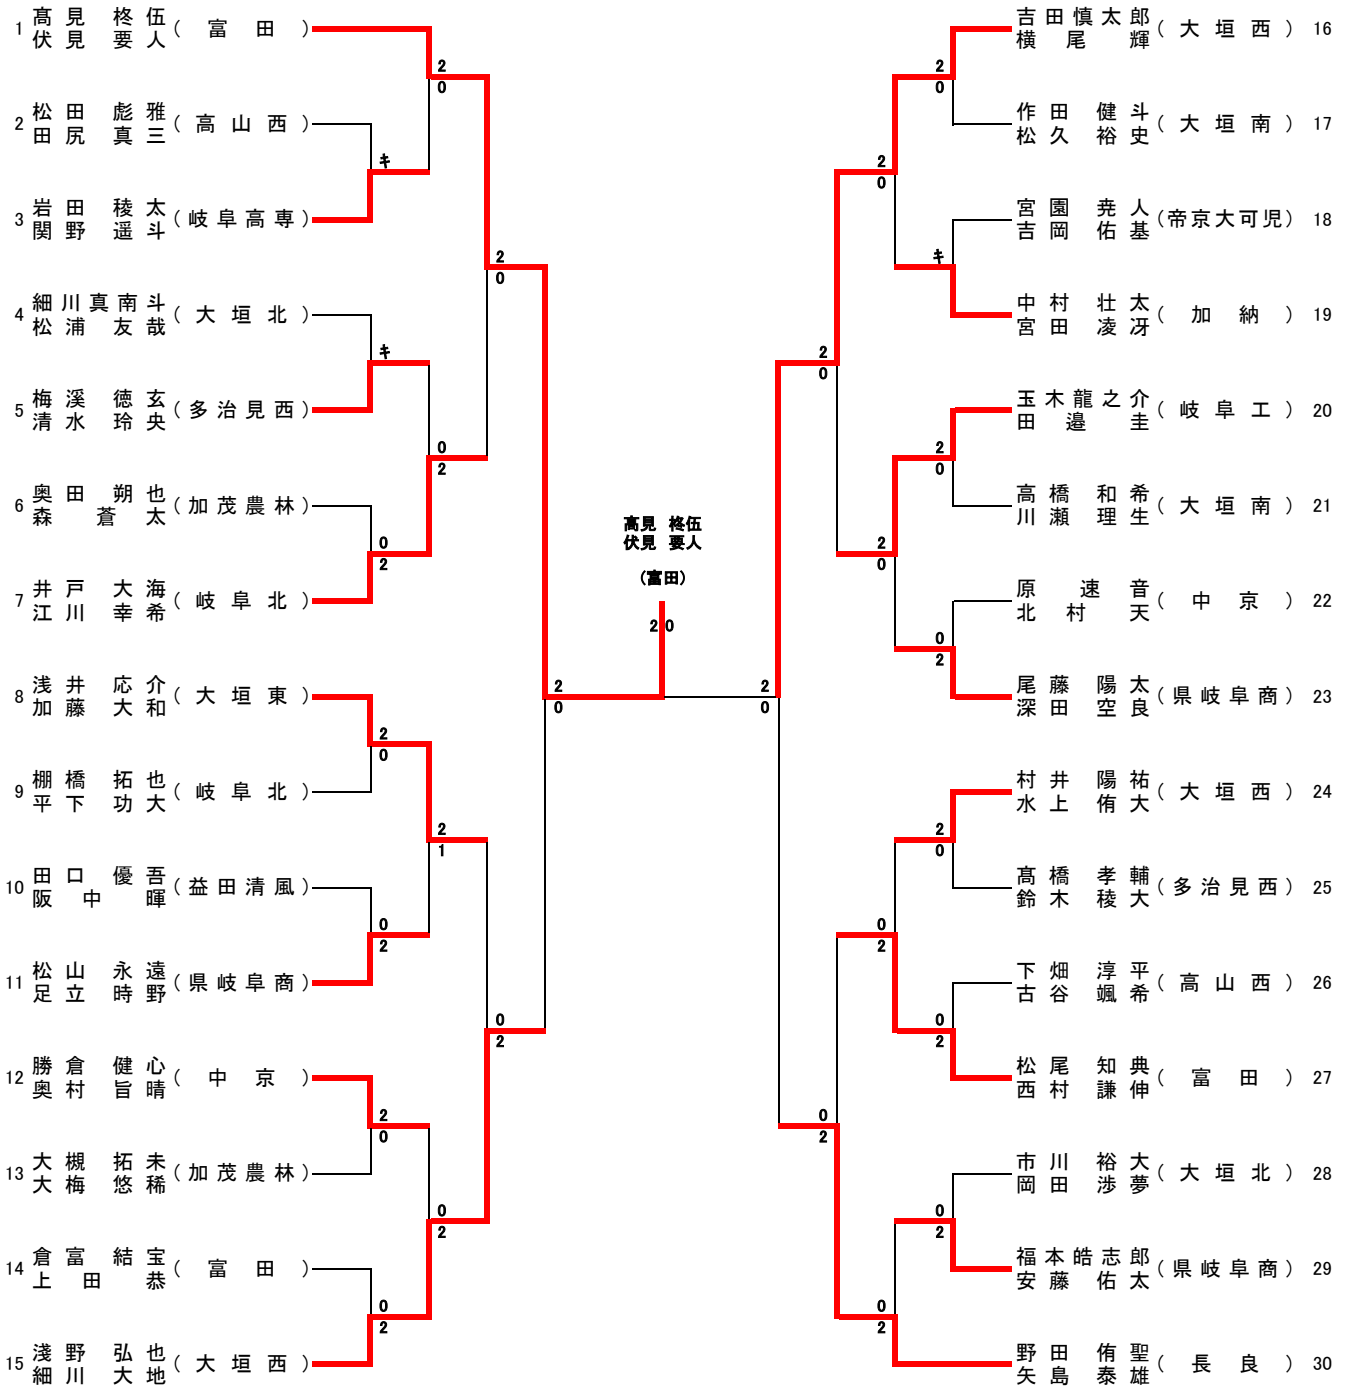 1 髙見 柊伍
伏見 要人 (富田)
2 松田 彪雅
田尻 真三 (高山西)
3 岩田 稜太
関野 遥斗 (岐阜高専)
4 細川真南斗
松浦 友哉 (大垣北)
5 梅溪 徳玄
清水 玲央 (多治見西)
6 奥田 朔也
森 蒼太 (加茂農林)
7 井戸 大海
江川 幸希 (岐阜北)
8 浅井 応介
加藤 大和 (大垣東)
9 棚橋 拓也
平下 功大 (岐阜北)
10 田口 優吾
阪中 暉 (益田清風)
11 松山 永遠
足立 時野 (県岐阜商)
12 勝倉 健心
奥村 旨晴 (中京)
13 大槻 拓未
大梅 悠稀 (加茂農林)
14 倉富 結宝
上田 恭 (富田)
15 淺野 弘也
細川 大地 (大垣西)
2
0
キ
2
0
キ
0
2
0
2
2
0
2
1
0
2
0
2
2
0
0
2
0
2
2
0
髙見 柊伍
伏見 要人
(富田)
2 0
2
0
2
0
2
0
2
0
キ
2
0
2
0
0
2
2
0
0
2
0
2
0
2
0
2
0
2
吉田慎太郎
横尾 輝 (大垣西) 16
作田 健斗
松久 裕史 (大垣南) 17
宮園 尭人
吉岡 佑基 (帝京大可児) 18
中村 壮太
宮田 凌冴 (加納) 19
玉木龍之介
田邉 圭 (岐阜工) 20
高橋 和希
川瀬 理生 (大垣南) 21
原 速音
北村 天 (中京) 22
尾藤 陽太
深田 空良 (県岐阜商) 23
村井 陽祐
水上 侑大 (大垣西) 24
髙橋 孝輔
鈴木 稜大 (多治見西) 25
下畑 淳平
古谷 颯希 (高山西) 26
松尾 知典
西村 謙伸 (富田) 27
市川 裕大
岡田 渉夢 (大垣北) 28
福本皓志郎
安藤 佑太 (県岐阜商) 29
野田 侑聖
矢島 泰雄 (長良) 30